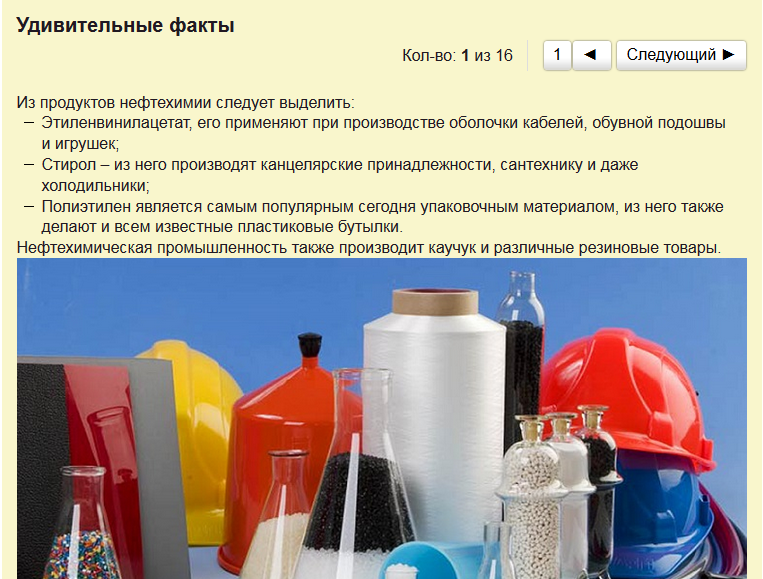 Удивительные факты
Кол-во: 1 из 16 1 ◄ Следующий ►
Из продуктов нефтехимии следует выделить:
– Этиленвинилацетат, его применяют при производстве оболочки кабелей, обувной подошвы
и игрушек;
– Стирол – из него производят канцелярские принадлежности, сантехнику и даже
холодильники;
– Полиэтилен является самым популярным сегодня упаковочным материалом, из него также
делают и всем известные пластиковые бутылки.
Нефтехимическая промышленность также производит каучук и различные резиновые товары.